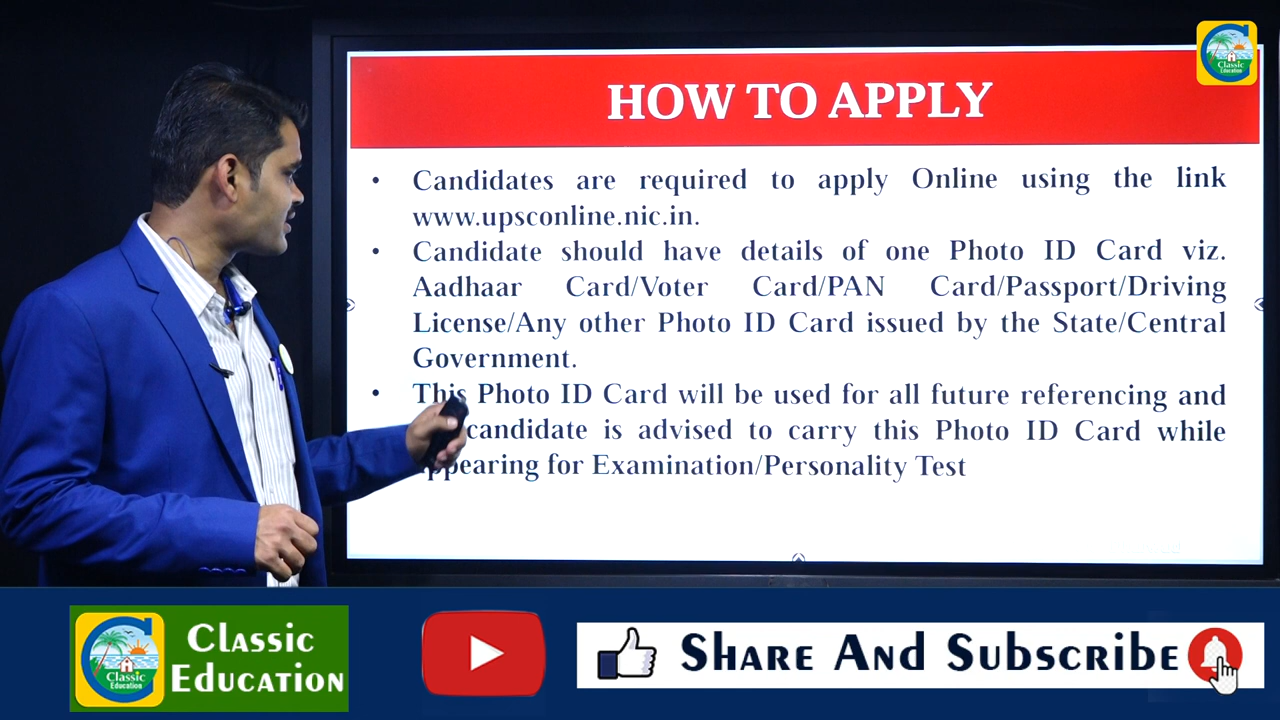 Classic
Education
HOW TO APPLY
• Candidates are required to apply Online using the link
www.upsconline.nic.in.
• Candidate should have details of one Photo ID Card viz.
Aadhaar Card/Voter Card/PAN Card/Passport/Driving
License/Any other Photo ID Card issued by the State/Central
Government.
• This Photo ID Card will be used for all future referencing and
candidate is advised to carry this Photo ID Card while
appearing for Examination/Personality Test
Classic
Education
Classic
Education
Share And Subscribe